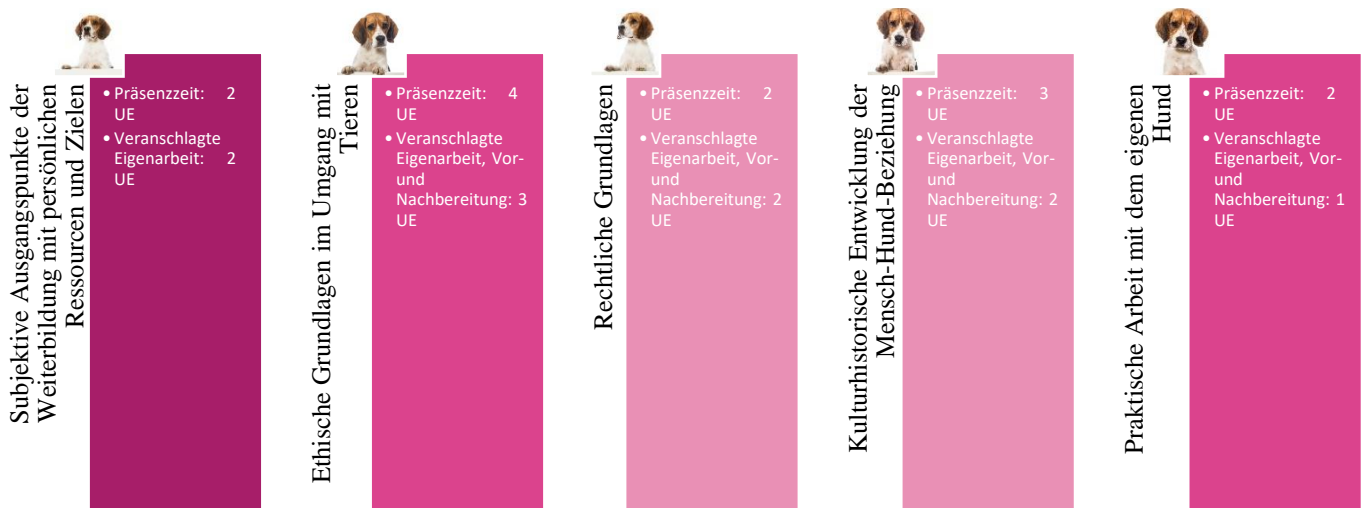 Subjektive Ausgangspunkte der
Weiterbildung mit persönlichen
Ressourcen und Zielen
• Präsenzzeit: 2
UE
• Veranschlagte
Eigenarbeit: 2
UE
Ethische Grundlagen im Umgang mit
Tieren
• Präsenzzeit: 4
UE
• Veranschlagte
Eigenarbeit, Vor-
und
Nachbereitung: 3
UE
Rechtliche Grundlagen
• Präsenzzeit: 2
UE
• Veranschlagte
Eigenarbeit, Vor-
und
Nachbereitung: 2
UE
Kulturhistorische Entwicklung der
Mensch-Hund-Beziehung
• Präsenzzeit: 3
UE
• Veranschlagte
Eigenarbeit, Vor-
und
Nachbereitung: 2
UE
Praktische Arbeit mit dem eigenen
Hund
• Präsenzzeit: 2
UE
• Veranschlagte
Eigenarbeit, Vor-
und
Nachbereitung: 1
UE